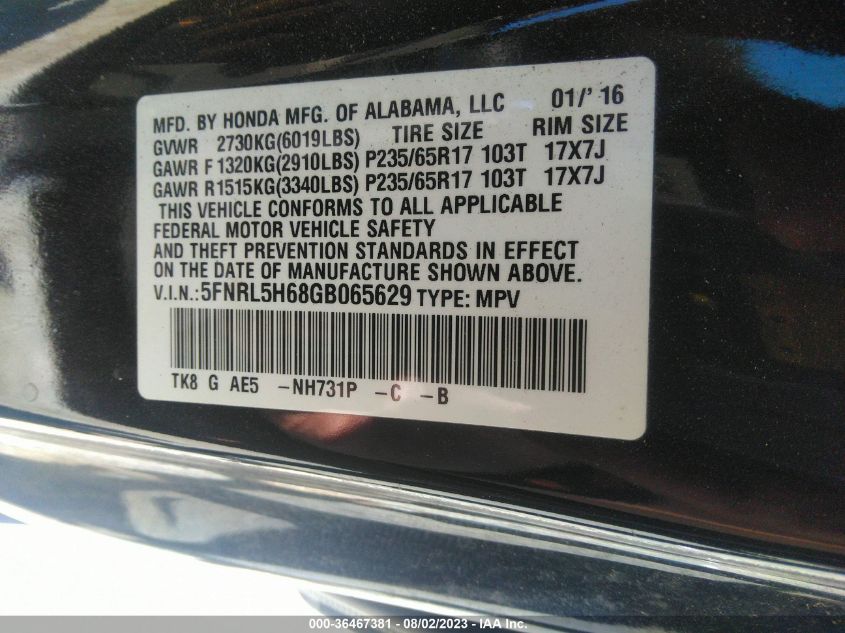 MFD. BY HONDA MFG. OF ALABAMA, LLC 01/' 16
GVWR 2730KG(6019LBS) TIRE SIZE RIM SIZE
GAWR F 1320KG(2910LBS) P235/65R17 103T 17X7J
GAWR R1515KG(3340LBS) P235/65R17 103T 17X7J
THIS VEHICLE CONFORMS TO ALL APPLICABLE
FEDERAL MOTOR VEHICLE SAFETY
AND THEFT PREVENTION STANDARDS IN EFFECT
ON THE DATE OF MANUFACTURE SHOWN ABOVE.
V.I.N.:5FNRL5H68GB065629 TYPE: MPV
TK8 G AE5 -NH731P -C -B
000-36467381 - 08/02/2023 - IAA Inc.